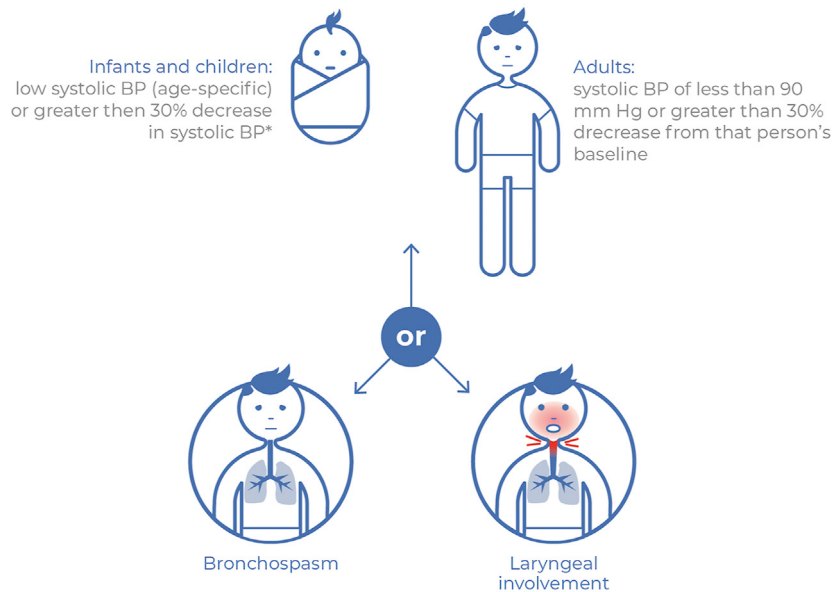 Infants and children:
low systolic BP (age-specific)
or greater then 30% decrease
in systolic BP*
Adults:
systolic BP of less than 90
mm Hg or greater than 30%
drecrease from that person's
baseline
or
Bronchospasm
Laryngeal
involvement